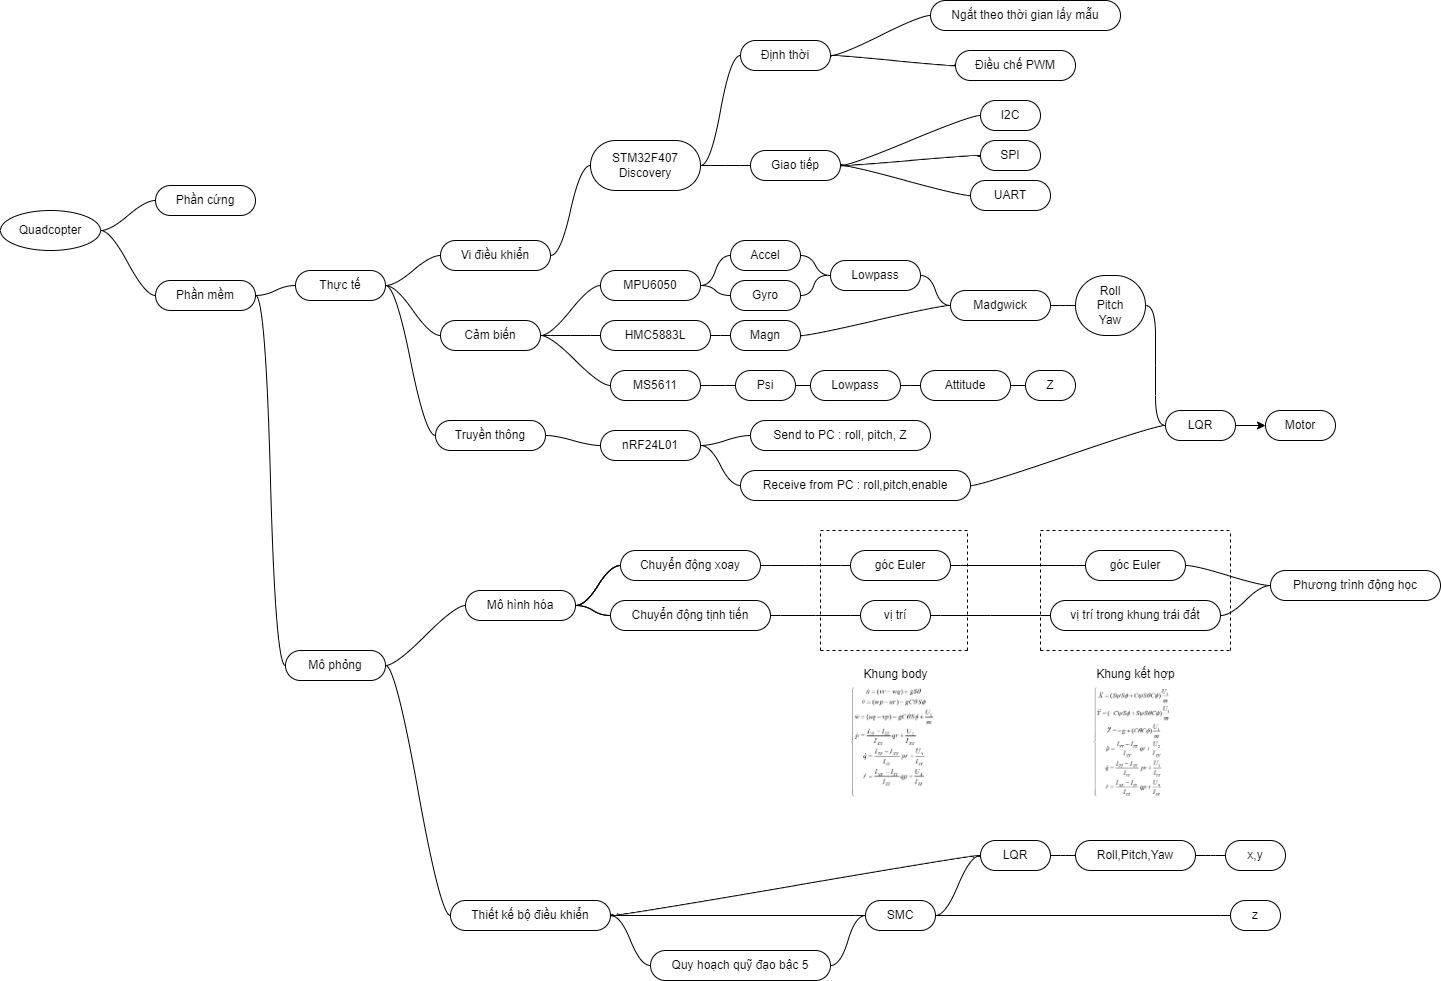 Ngắt theo thời gian lấy mẫu
Định thời
Điều chế PWM
I2C
STM32F407
Discovery
Giao tiếp
SPI
UART
Phần cứng
Quadcopter
Vi điều khiển
Accel
Lowpass
Phần mềm
Thực tế
MPU6050
Gyro
Madgwick
Roll
Pitch
Yaw
Cảm biến
HMC5883L
Magn
MS5611
Psi
Lowpass
Attitude
Z
Truyền thông
nRF24L01
Send to PC : roll, pitch, Z
LQR
Motor
Receive from PC : roll,pitch,enable
Chuyển động xoay
góc Euler
góc Euler
Phương trình động học
Mô hình hóa
Chuyển động tịnh tiến
vị trí
vị trí trong khung trái đất
Mô phỏng
Khung body
Khung kết hợp
LQR
Roll,Pitch,Yaw
x,y
Thiết kế bộ điều khiển
SMC
z
Quy hoạch quỹ đạo bậc 5